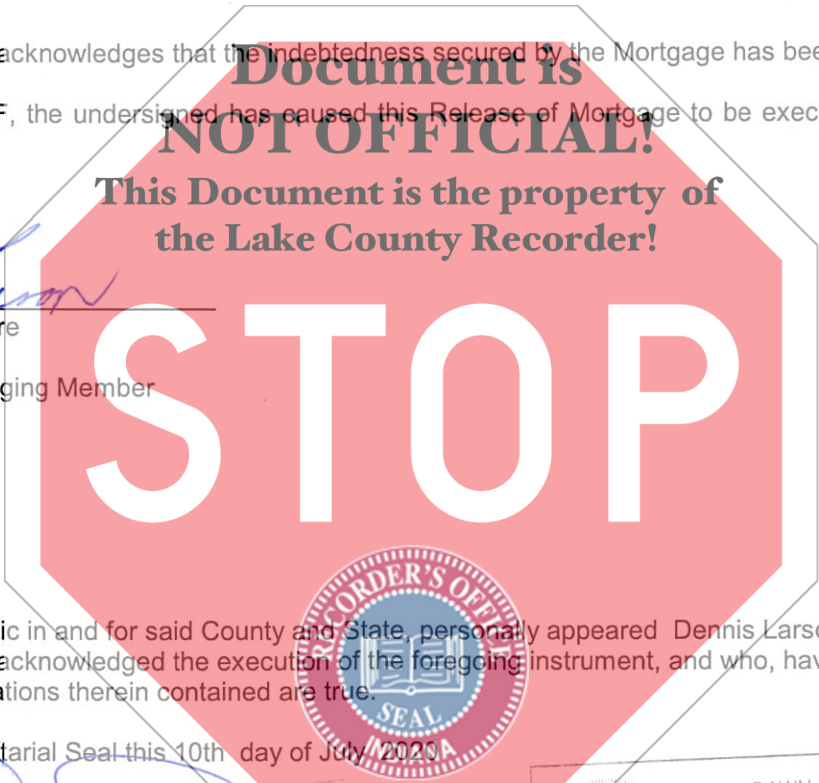 acknowledges that the indebtedness secured by the Mortgage has bee
Document is
F, the undersigned has caused this Release of Mortgage to be exec
NOT OFFICIAL!
This Document is the property of
the Lake County Recorder!
son
re
ging Member
STOP
RECORDER'S OFFICE
ic in and for said County and State, personally appeared Dennis Larso
acknowledged the execution of the foregoing instrument, and who, hav
ations therein contained are true.
SEAL
tarial Seal this 10th day of July, 2020
INDIANA
DAWN